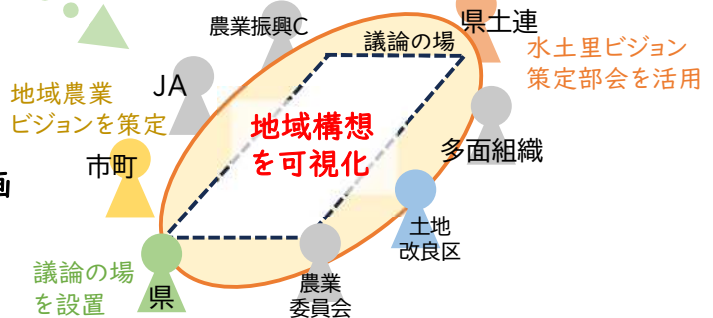 農業振興C
議論の場
県土連
水土里ビジョン
策定部会を活用
JA
地域農業
ビジョンを策定
地域構想
を可視化
多面組織
市町
画
土地
改良区
議論の場
を設置
県
農業
委員会